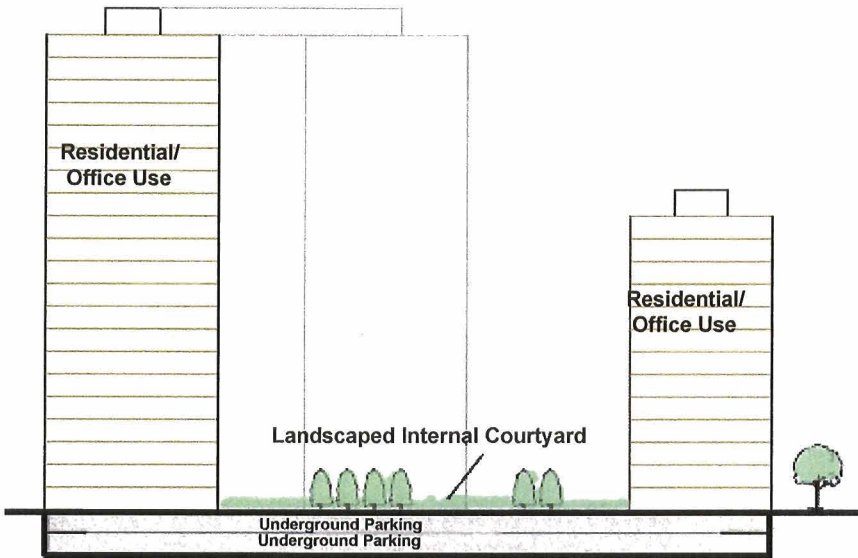 Residential/
Office Use
Residential/
Office Use
Landscaped Internal Courtyard
Underground Parking
Underground Parking